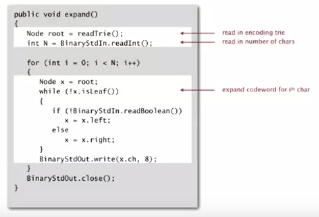 public void expand()
{
Node root = readTrie();
read in encoding trie
int N = BinaryStdIn.readInt();
read in number of chars
for (int i = 0; i < N; i++)
{
Node x = root;
while (!x.isLeaf())
expand codeword for ith char
{
if (!BinaryStdIn.readBoolean())
x = x.left;
else
x = x.right;
}
BinaryStdOut.write(x.ch, 8);
}
BinaryStdOut.close();
}